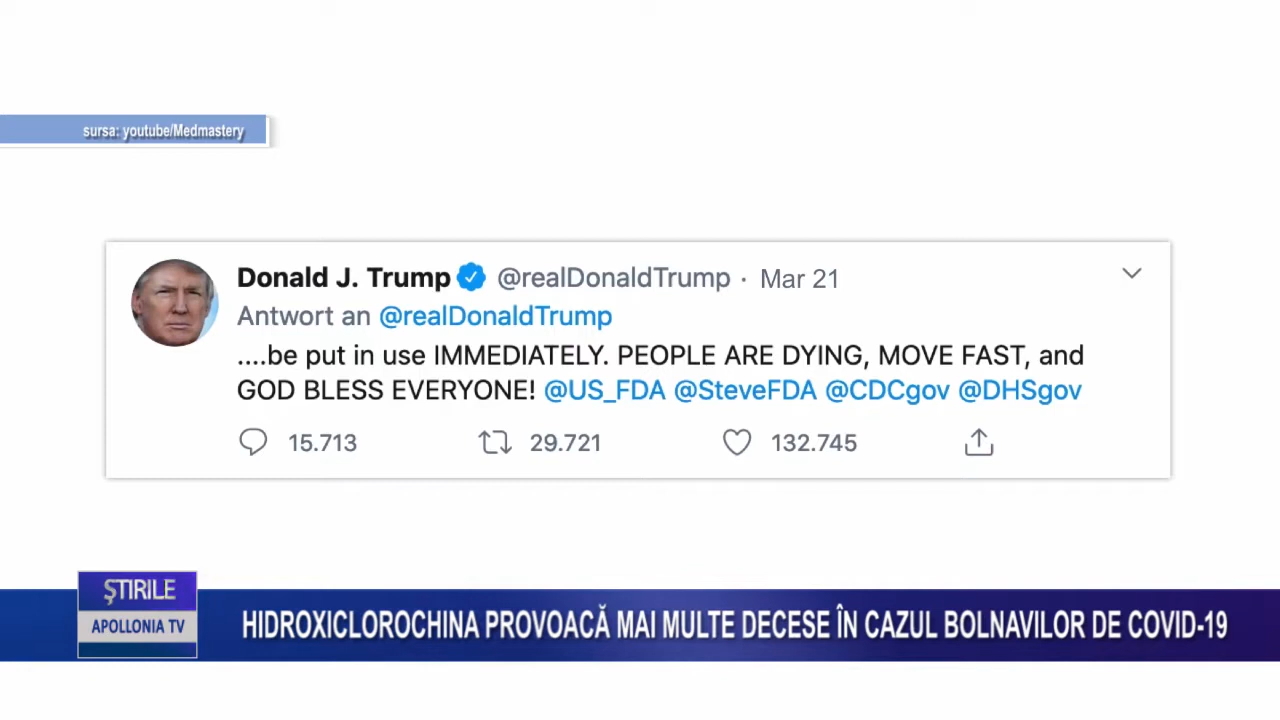 sursa: youtube/Medmastery
Donald J. Trump @realDonaldTrump · Mar 21
Antwort an @realDonaldTrump
....be put in use IMMEDIATELY. PEOPLE ARE DYING, MOVE FAST, and
GOD BLESS EVERYONE! @US_FDA @SteveFDA @CDCgov @DHSgov
15.713 29.721 132.745
ŞTIRILE
APOLLONIA TV
HIDROXICLOROCHINA PROVOACĂ MAI MULTE DECESE ÎN CAZUL BOLNAVILOR DE COVID-19